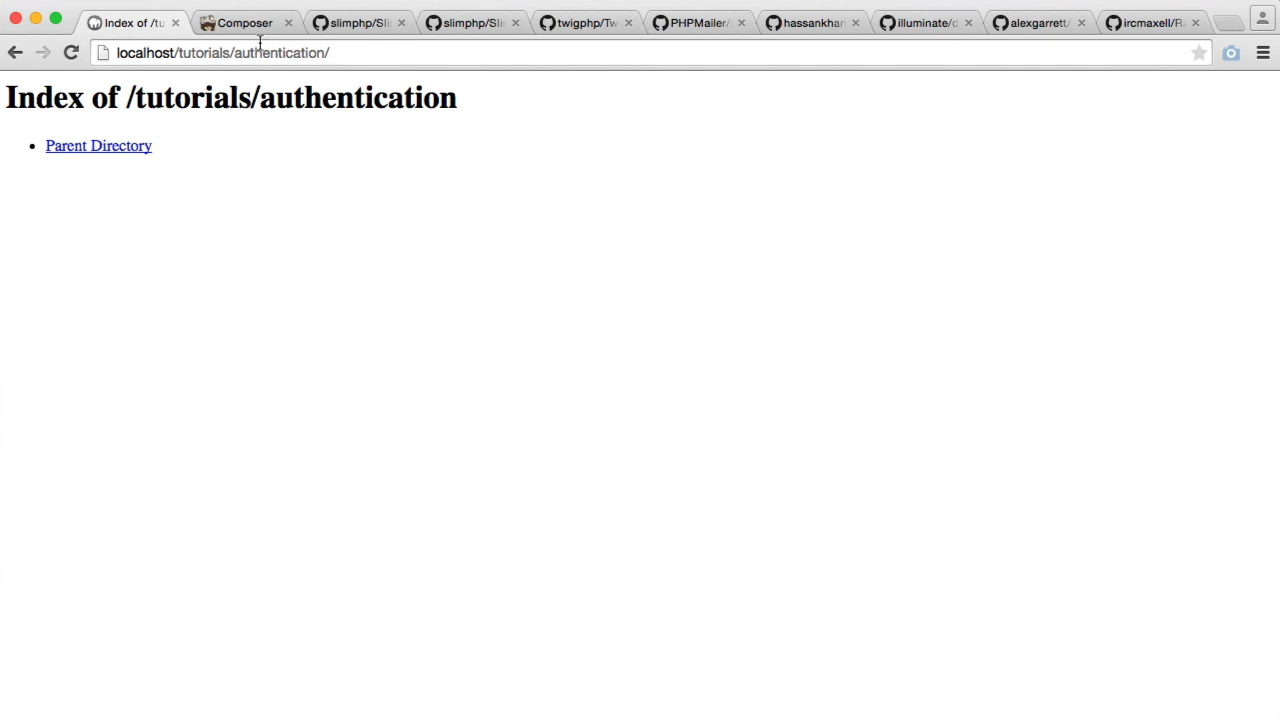 Index of /tu
Composer
slimphp/Sli
slimphp/Sli
twigphp/Tw
PHPMailer/
hassankhan
illuminate/d
alexgarrett/
ircmaxell/R
localhost/tutorials/authentication/
Index of /tutorials/authentication
Parent Directory